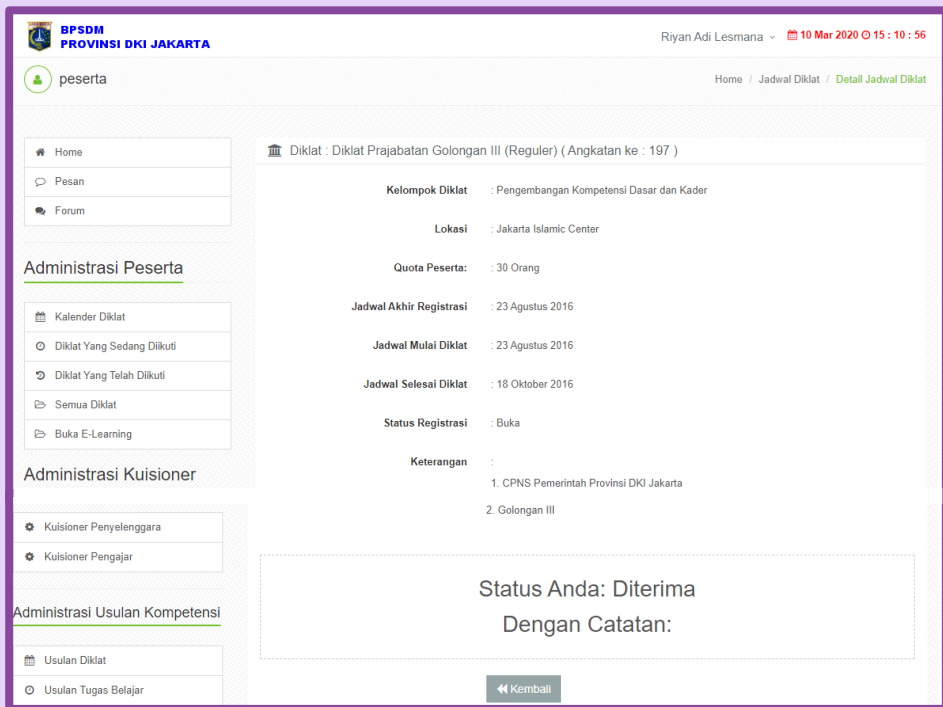 BPSDM
PROVINSI DKI JAKARTA
Riyan Adi Lesmana
10 Mar 2020 15 : 10 : 56
peserta
Home / Jadwal Diklat / Detail Jadwal Diklat
Home
Pesan
Forum
Administrasi Peserta
Kalender Diklat
Diklat Yang Sedang Diikuti
Diklat Yang Telah Diikuti
Semua Diklat
Buka E-Learning
Administrasi Kuisioner
Kuisioner Penyelenggara
Kuisioner Pengajar
Administrasi Usulan Kompetensi
Usulan Diklat
Usulan Tugas Belajar
Diklat : Diklat Prajabatan Golongan III (Reguler) ( Angkatan ke : 197 )
Kelompok Diklat : Pengembangan Kompetensi Dasar dan Kader
Lokasi : Jakarta Islamic Center
Quota Peserta: : 30 Orang
Jadwal Akhir Registrasi : 23 Agustus 2016
Jadwal Mulai Diklat : 23 Agustus 2016
Jadwal Selesai Diklat : 18 Oktober 2016
Status Registrasi : Buka
Keterangan :
1. CPNS Pemerintah Provinsi DKI Jakarta
2. Golongan III
Status Anda: Diterima
Dengan Catatan:
Kembali